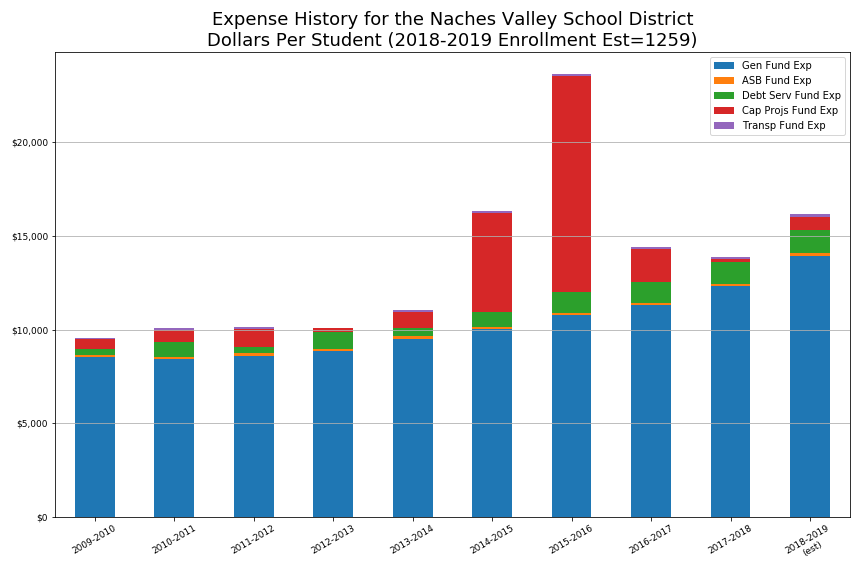 Expense History for the Naches Valley School District
Dollars Per Student (2018-2019 Enrollment Est=1259)
Gen Fund Exp
ASB Fund Exp
Debt Serv Fund Exp
Cap Projs Fund Exp
Transp Fund Exp
$20,000
$15,000
$10,000
$5,000
$0
2009-2010
2010-2011
2011-2012
2012-2013
2013-2014
2014-2015
2015-2016
2016-2017
2017-2018
2018-2019
(est)